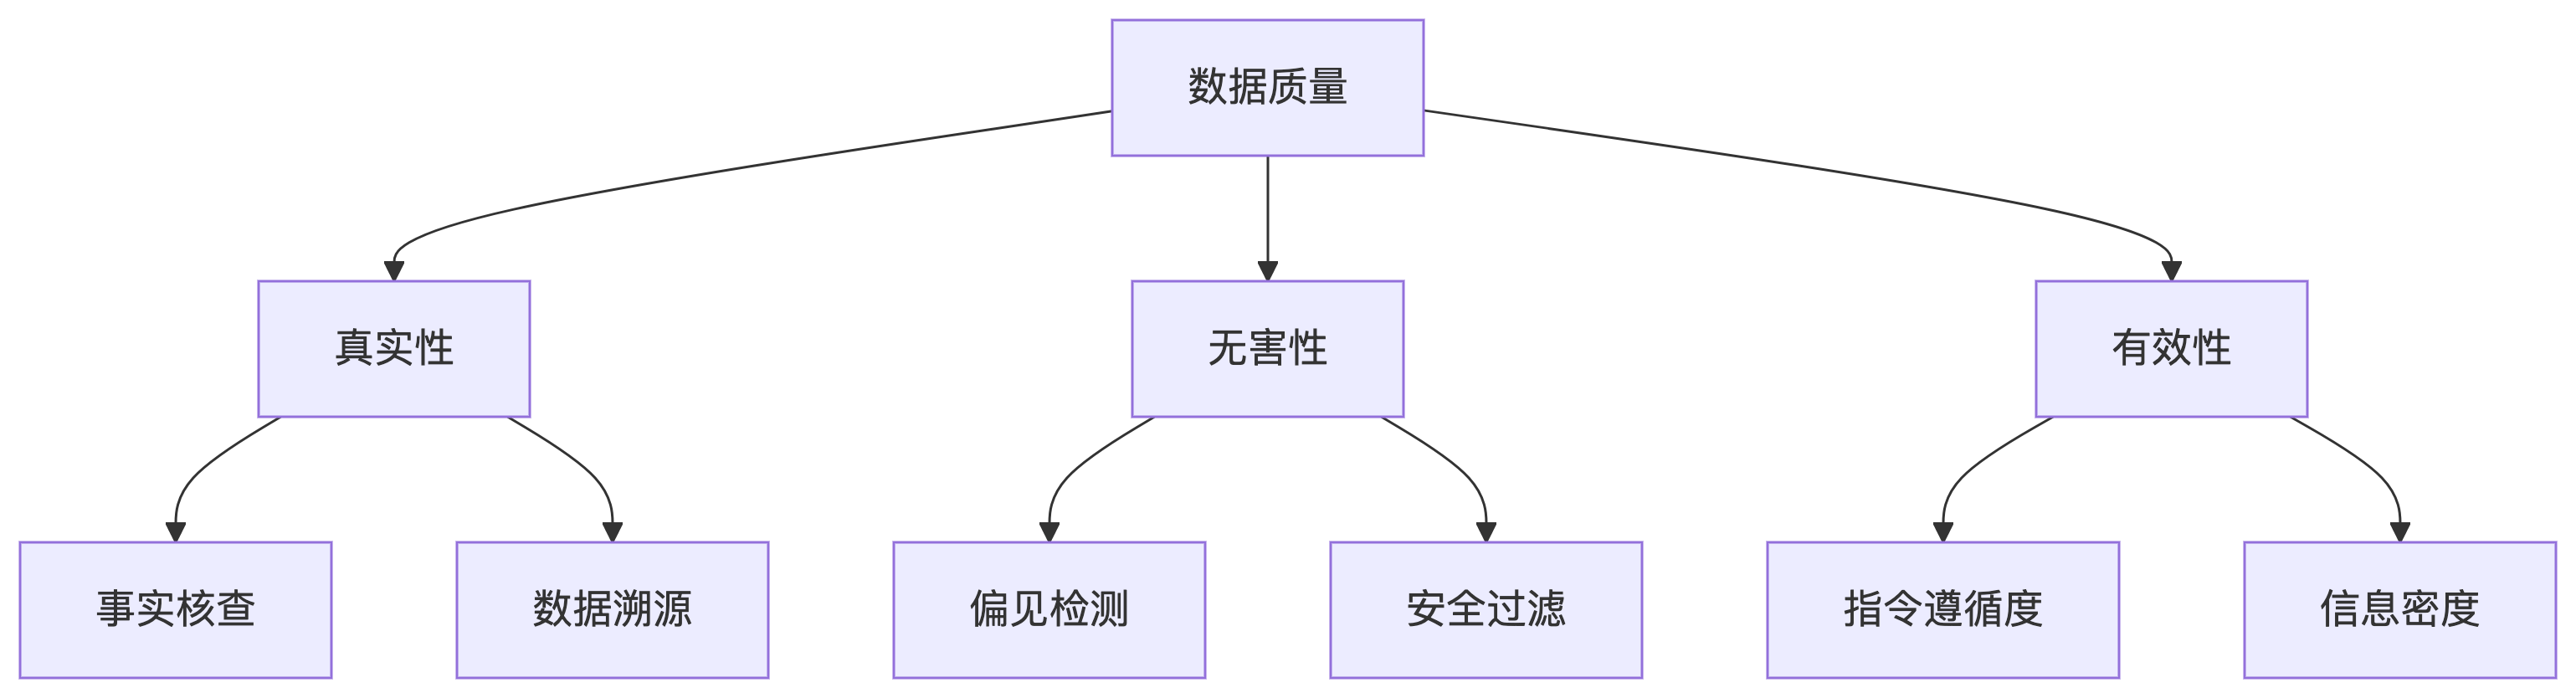 数据质量
真实性
无害性
有效性
事实核查
数据溯源
偏见检测
安全过滤
指令遵循度
信息密度